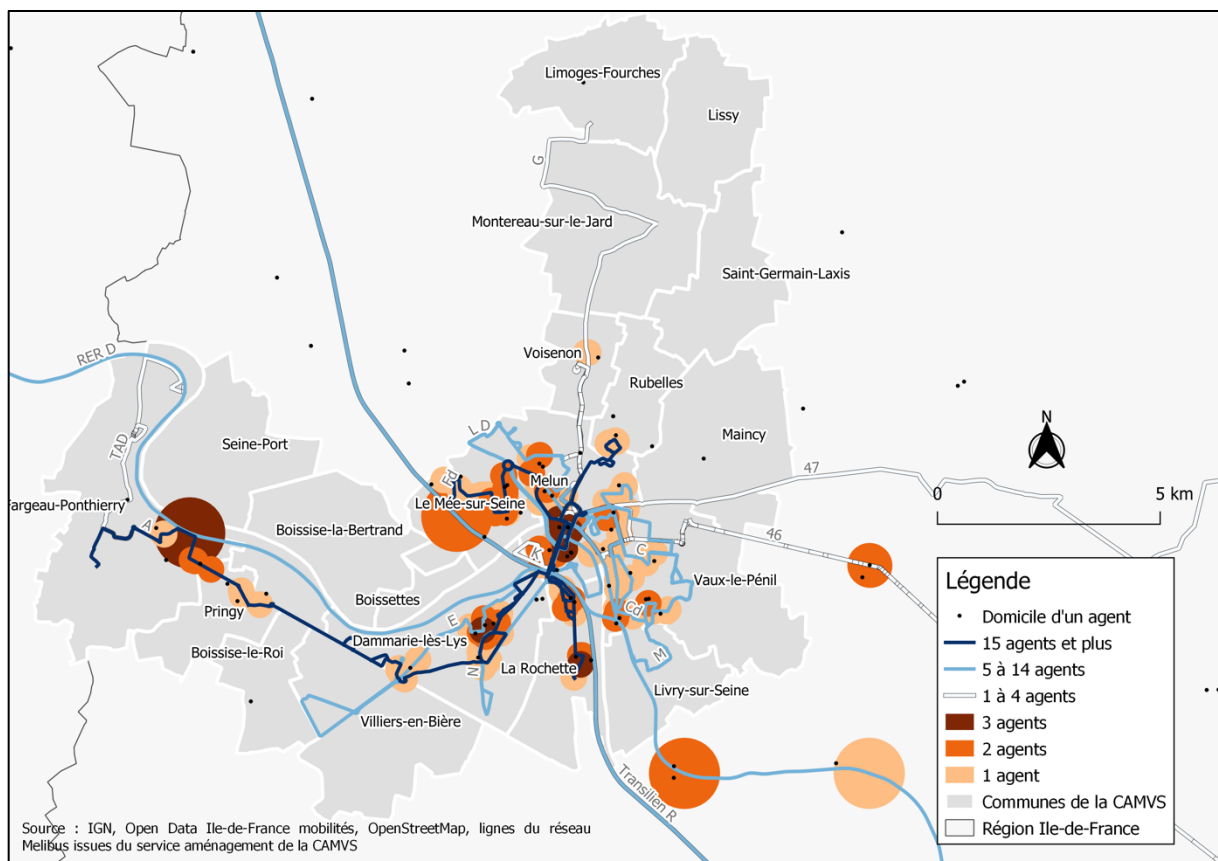 Limoges-Fourches
Lissy
G
Montereau-sur-le-Jard
Saint-Germain-Laxis
RER D
Voisenon
G
Rubelles
TAD
Seine-Port
L D
Maincy
N
47
0
5 km
Fargeau-Ponthierry
Ed
Melun
Le Mée-sur-Seine
A
Boissise-la-Bertrand
46
K
C
Pringy
Boissettes
Vaux-le-Pénil
Cd
E
Dammarie-lès-Lys
Boissise-le-Roi
M
N
La Rochette
Livry-sur-Seine
Villiers-en-Bière
Transilien R
Légende
Domicile d'un agent
15 agents et plus
5 à 14 agents
1 à 4 agents
3 agents
2 agents
1 agent
Communes de la CAMVS
Région Ile-de-France
Source : IGN, Open Data Ile-de-France mobilités, OpenStreetMap, lignes du réseau
Melibus issues du service aménagement de la CAMVS